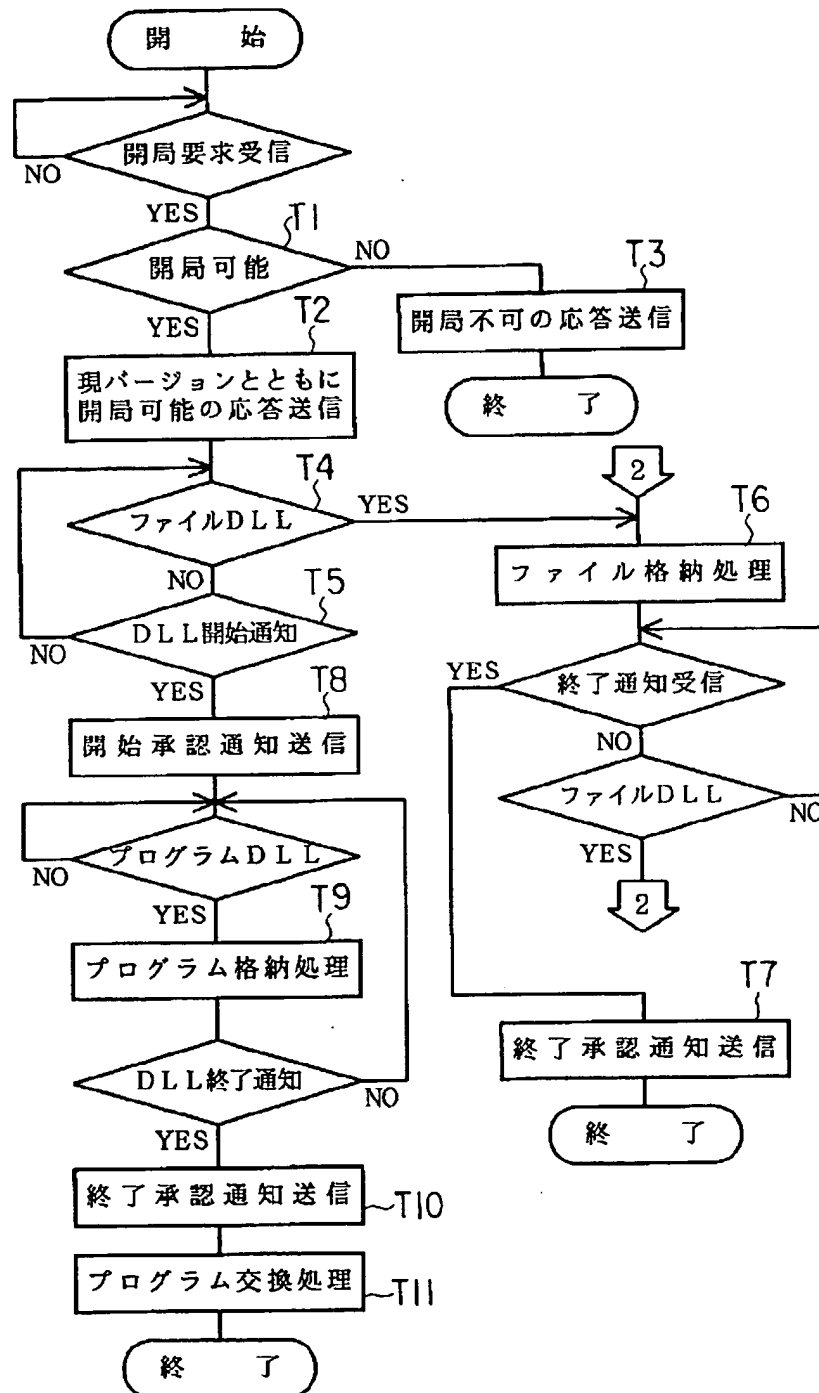 開 始
開局要求受信
NO
YES
T1
開局可能
NO
YES
T3
開局不可の応答送信
終 了
T2
現バージョンとともに
開局可能の応答送信
T4
ファイルDLL
YES
NO
T5
DLL開始通知
NO
YES
T8
開始承認通知送信
プログラムDLL
NO
YES
T9
プログラム格納処理
DLL終了通知
NO
YES
終了承認通知送信
T10
プログラム交換処理
T11
終 了
2
T6
ファイル格納処理
終了通知受信
YES
NO
ファイルDLL
NO
YES
2
T7
終了承認通知送信
終 了